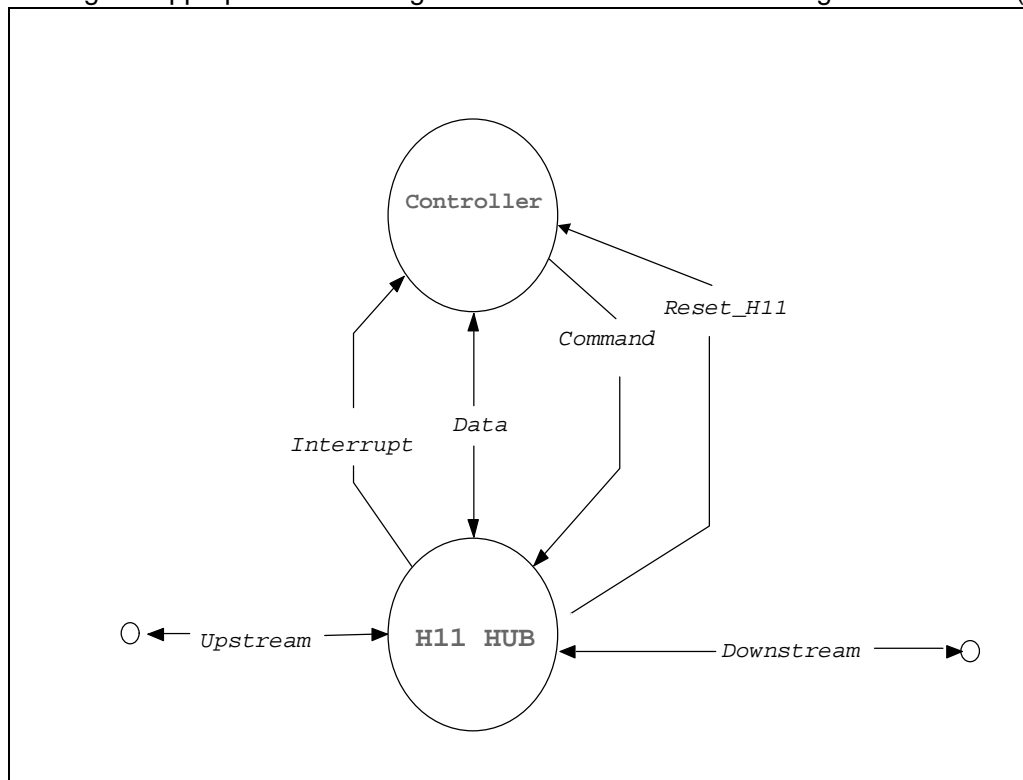 Controller
Reset_H11
Command
Data
Interrupt
Upstream
H11 HUB
Downstream